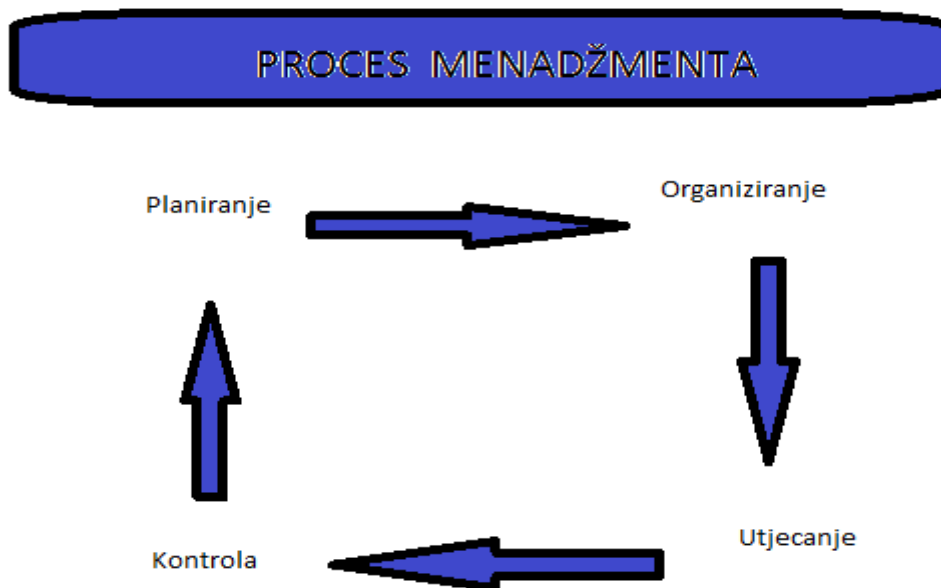 PROCES MENADŽMENTA
Planiranje
Organiziranje
Utjecanje
Kontrola